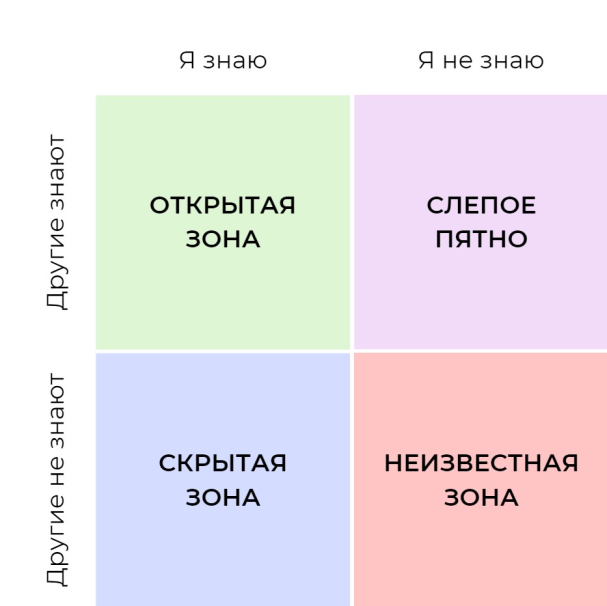 Я знаю
Я не знаю
Другие знают
ОТКРЫТАЯ
ЗОНА
СЛЕПОЕ
ПЯТНО
Другие не знают
СКРЫТАЯ
ЗОНА
НЕИЗВЕСТНАЯ
ЗОНА